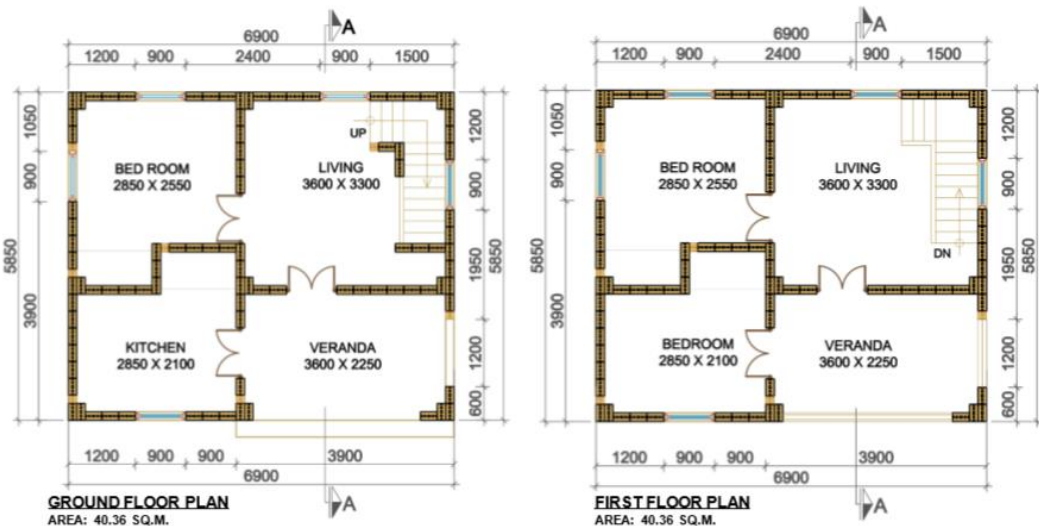 A
6900
1200 900 2400 900 1500
5850
1050
900
3900
1200
900
1950
1200
600
5850
UP
BED ROOM
2850 X 2550
LIVING
3600 X 3300
KITCHEN
2850 X 2100
VERANDA
3600 X 2250
1200 900 900 3900
6900
A
GROUND FLOOR PLAN
AREA: 40.36 SQ.M.
A
6900
1200 900 2400 900 1500
5850
1050
900
3900
1200
900
1950
1200
600
5850
BED ROOM
2850 X 2550
LIVING
3600 X 3300
DN
BEDROOM
2850 X 2100
VERANDA
3600 X 2250
1200 900 900 3900
6900
A
FIRST FLOOR PLAN
AREA: 40.36 SQ.M.